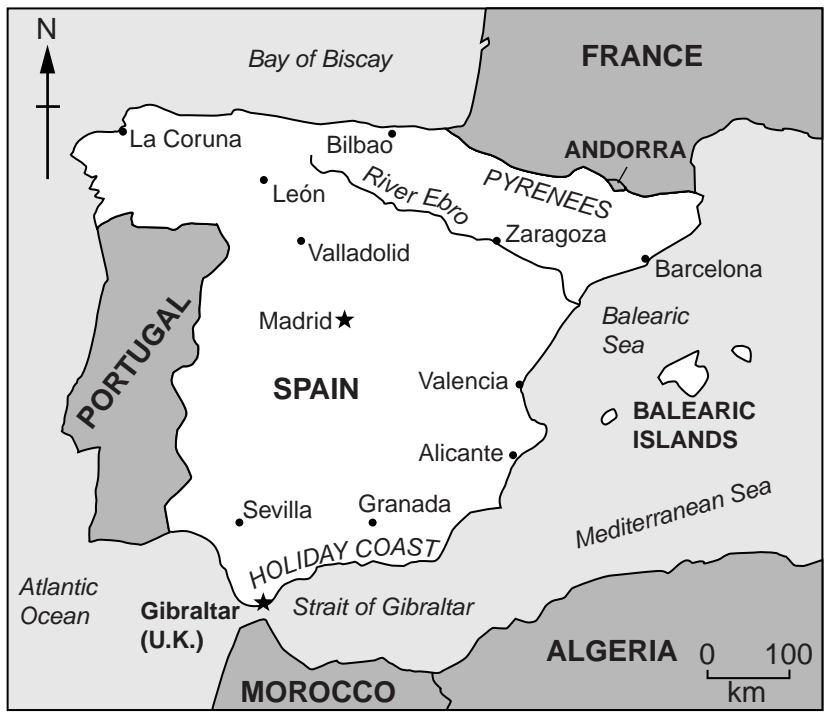 N
Bay of Biscay
FRANCE
La Coruna
Bilbao
ANDORRA
León
River Ebro
PYRENEES
Valladolid
Zaragoza
Barcelona
PORTUGAL
Madrid
Balearic
Sea
SPAIN
Valencia
BALEARIC
ISLANDS
Alicante
Sevilla
Granada
Mediterranean Sea
HOLIDAY COAST
Atlantic
Ocean
Gibraltar
(U.K.)
Strait of Gibraltar
ALGERIA
0 100
km
MOROCCO